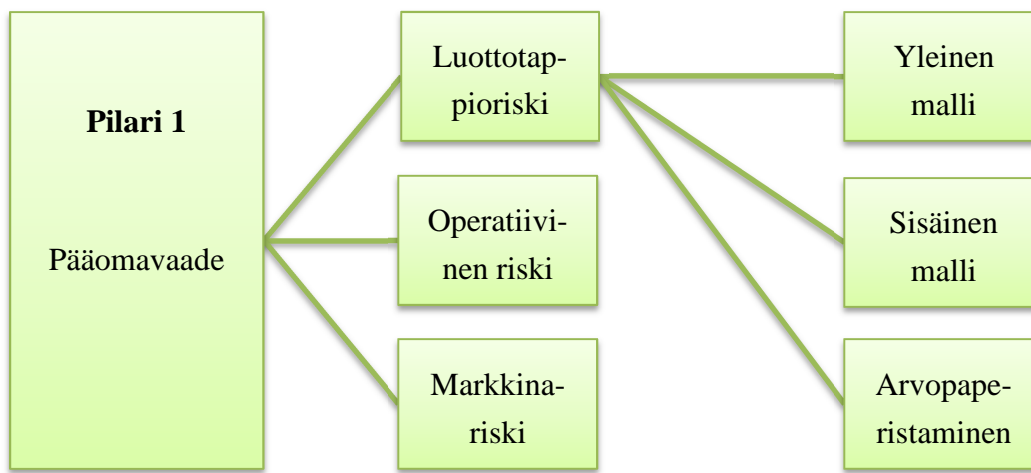 Pilari 1
Pääomavaade
Luottotap-
pioriski
Operatiivi-
nen riski
Markkina-
riski
Yleinen
malli
Sisäinen
malli
Arvopape-
ristaminen